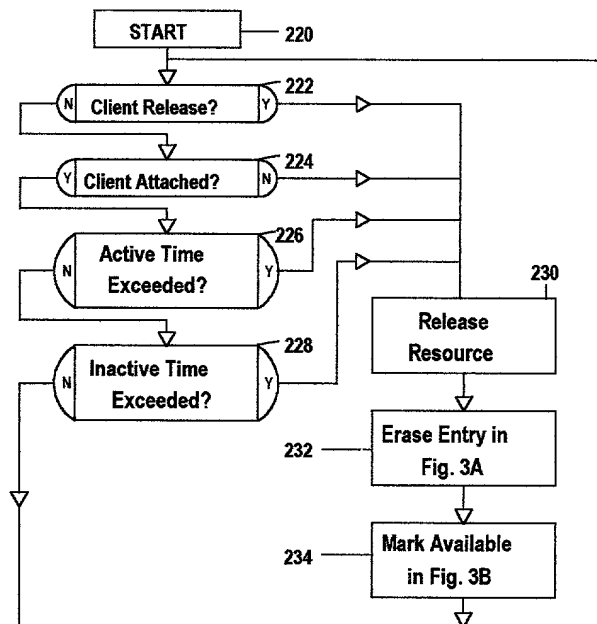 START
220
222
N Client Release? Y
224
Y Client Attached? N
226
Active Time
N Exceeded? Y
230
Release
Resource
228
Inactive Time
N Exceeded? Y
232
Erase Entry in
Fig. 3A
234
Mark Available
in Fig. 3B